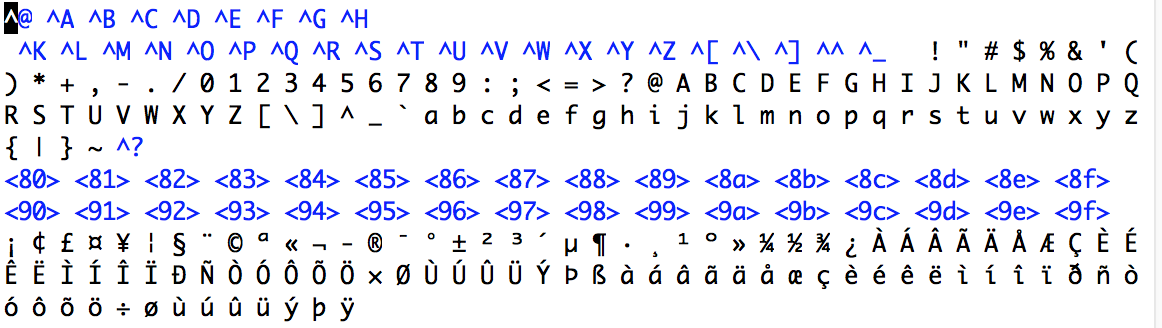 ^@ ^A ^B ^C ^D ^E ^F ^G ^H
^K ^L ^M ^N ^O ^P ^Q ^R ^S ^T ^U ^V ^W ^X ^Y ^Z ^[ ^\ ^] ^^ ^_ ! " # $ % & ' (
) * + , - . / 0 1 2 3 4 5 6 7 8 9 : ; < = > ? @ A B C D E F G H I J K L M N O P Q
R S T U V W X Y Z [ \ ] ^ _ ` a b c d e f g h i j k l m n o p q r s t u v w x y z
{ | } ~ ^?
<80> <81> <82> <83> <84> <85> <86> <87> <88> <89> <8a> <8b> <8c> <8d> <8e> <8f>
<90> <91> <92> <93> <94> <95> <96> <97> <98> <99> <9a> <9b> <9c> <9d> <9e> <9f>
¡ ¢ £ ¤ ¥ ¦ § ¨ © ª « ¬ - ® ¯ ° ± ² ³ ´ µ ¶ · ¸ ¹ º » ¼ ½ ¾ ¿ À Á Â Ã Ä Å Æ Ç È É
Ê Ë Ì Í Î Ï Ð Ñ Ò Ó Ô Õ Ö × Ø Ù Ú Û Ü Ý Þ ß à á â ã ä å æ ç è é ê ë ì í î ï ð ñ ò
ó ô õ ö ÷ ø ù ú û ü ý þ ÿ